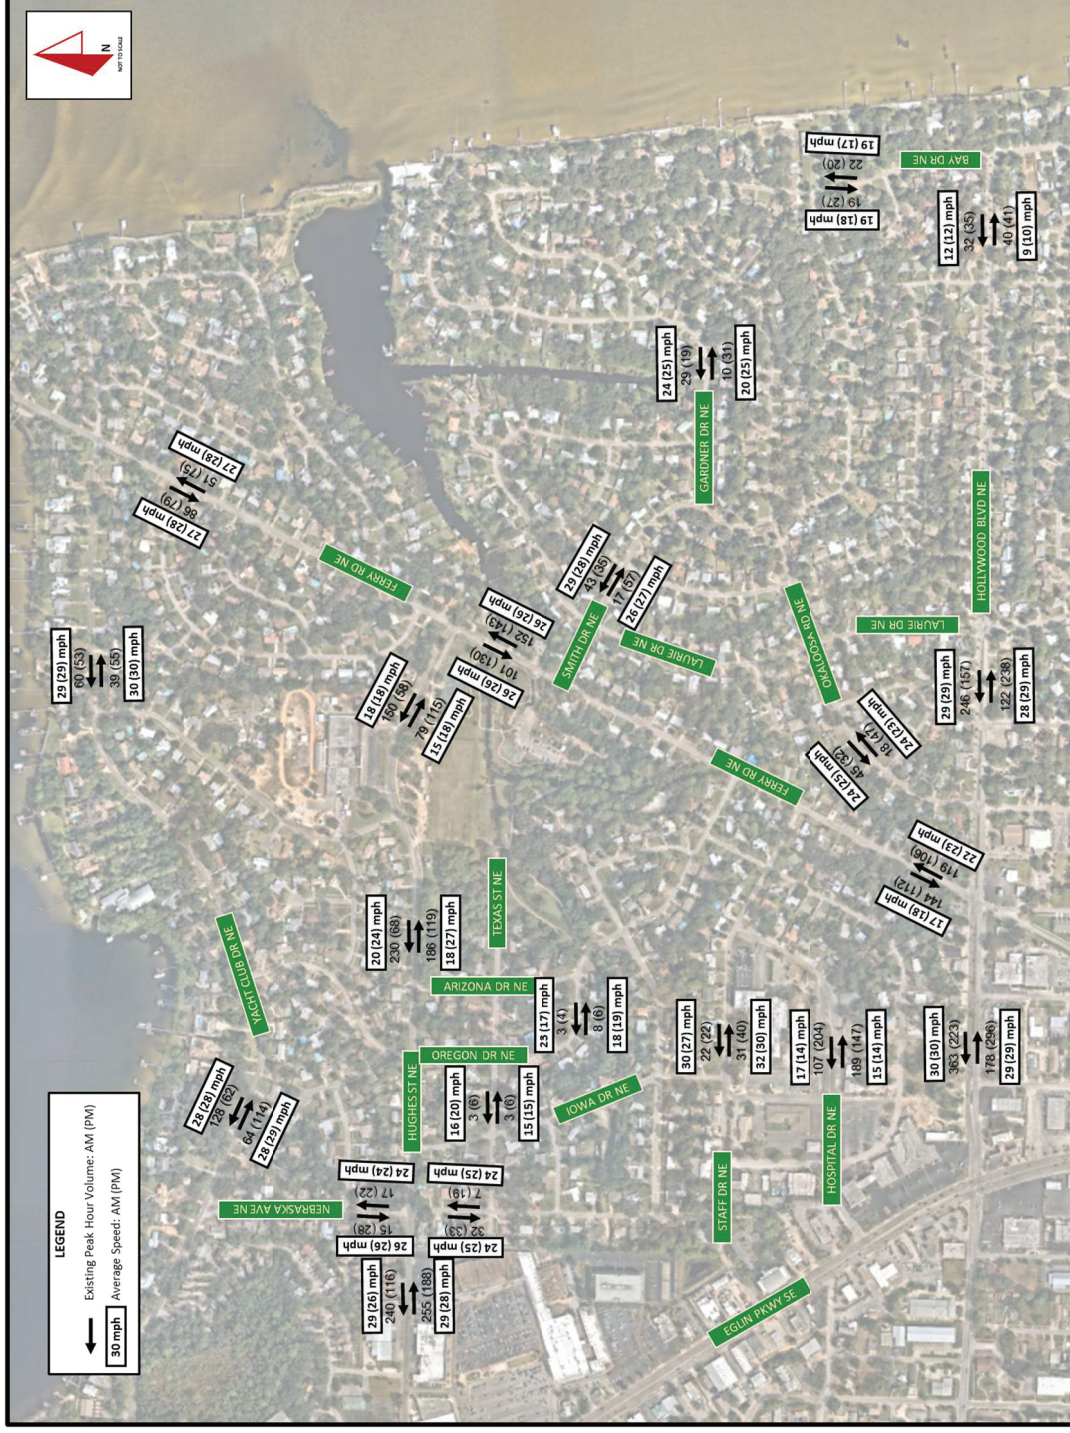 LEGEND
Existing Peak Hour Volume: AM (PM)
30 mph
Average Speed: AM (PM)
N
NOT TO SCALE
29 (29) mph
60 (53)
39 (55)
30 (30) mph
27 (28) mph
86 (79)
51 (75)
27 (28) mph
28 (28) mph
128 (62)
64 (114)
28 (29) mph
YACHT CLUB DR NE
NEBRASKA AVE NE
FERRY RD NE
26 (26) mph
15 (28)
17 (22)
24 (24) mph
29 (26) mph
240 (116)
255 (188)
29 (28) mph
HUGHES ST NE
20 (24) mph
230 (68)
186 (119)
18 (27) mph
18 (18) mph
150 (58)
79 (115)
15 (18) mph
24 (25) mph
32 (33)
7 (19)
24 (25) mph
OREGON DR NE
ARIZONA DR NE
TEXAS ST NE
26 (26) mph
101 (130)
152 (143)
26 (26) mph
16 (20) mph
3 (6)
3 (6)
15 (15) mph
23 (17) mph
3 (4)
8 (6)
18 (19) mph
IOWA DR NE
SMITH DR NE
29 (28) mph
43 (35)
17 (57)
26 (27) mph
LAURIE DR NE
24 (25) mph
29 (19)
10 (31)
20 (25) mph
GARDNER DR NE
30 (27) mph
22 (22)
31 (40)
32 (30) mph
STAFF DR NE
EGLIN PKWY SE
FERRY RD NE
17 (14) mph
107 (204)
189 (147)
15 (14) mph
HOSPITAL DR NE
OKALOOSA RD NE
24 (25) mph
45 (32)
18 (47)
24 (23) mph
19 (18) mph
19 (27)
22 (20)
19 (17) mph
BAY DR NE
LAURIE DR NE
17 (18) mph
144 (112)
119 (106)
22 (23) mph
30 (30) mph
363 (223)
178 (296)
29 (29) mph
29 (29) mph
246 (157)
122 (238)
28 (29) mph
HOLLYWOOD BLVD NE
12 (12) mph
32 (35)
40 (41)
9 (10) mph